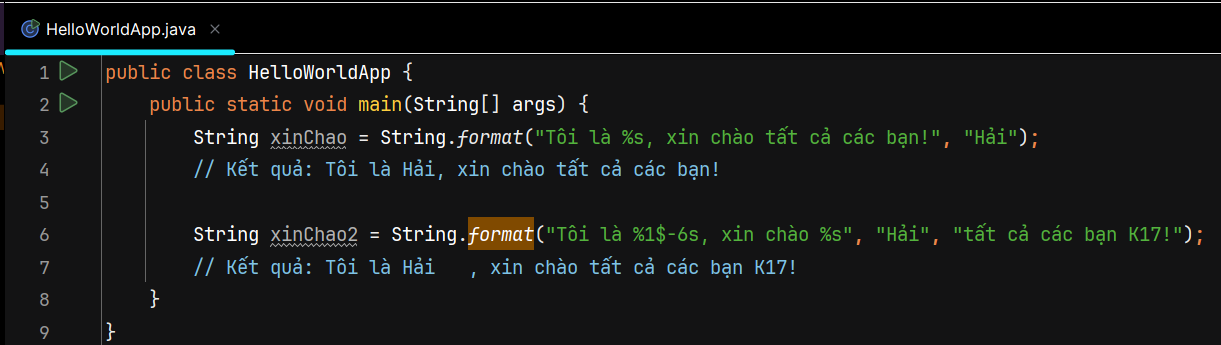 HelloWorldApp.java
1 public class HelloWorldApp {
2 public static void main(String[] args) {
3 String xinChao = String.format("Tôi là %s, xin chào tất cả các bạn!", "Hải");
4 // Kết quả: Tôi là Hải, xin chào tất cả các bạn!
5
6 String xinChao2 = String.format("Tôi là %1$-6s, xin chào %s", "Hải", "tất cả các bạn K17!");
7 // Kết quả: Tôi là Hải   , xin chào tất cả các bạn K17!
8 }
9 }